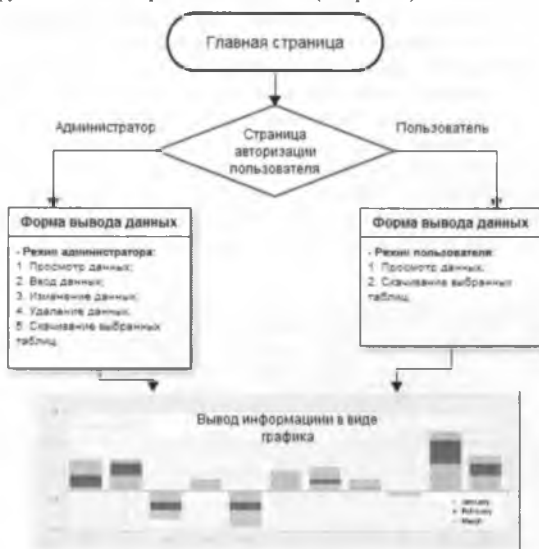 Главная страница
Администратор
Пользователь
Страница
авторизации
пользователя
Форма вывода данных
- Режим администратора:
1. Просмотр данных;
2. Ввод данных;
3. Изменение данных;
4. Удаление данных;
5. Скачивание выбранных
таблиц
Форма вывода данных
- Режим пользователя:
1. Просмотр данных;
2. Скачивание выбранных
таблиц
Вывод информациии в виде
графика
January
February
March